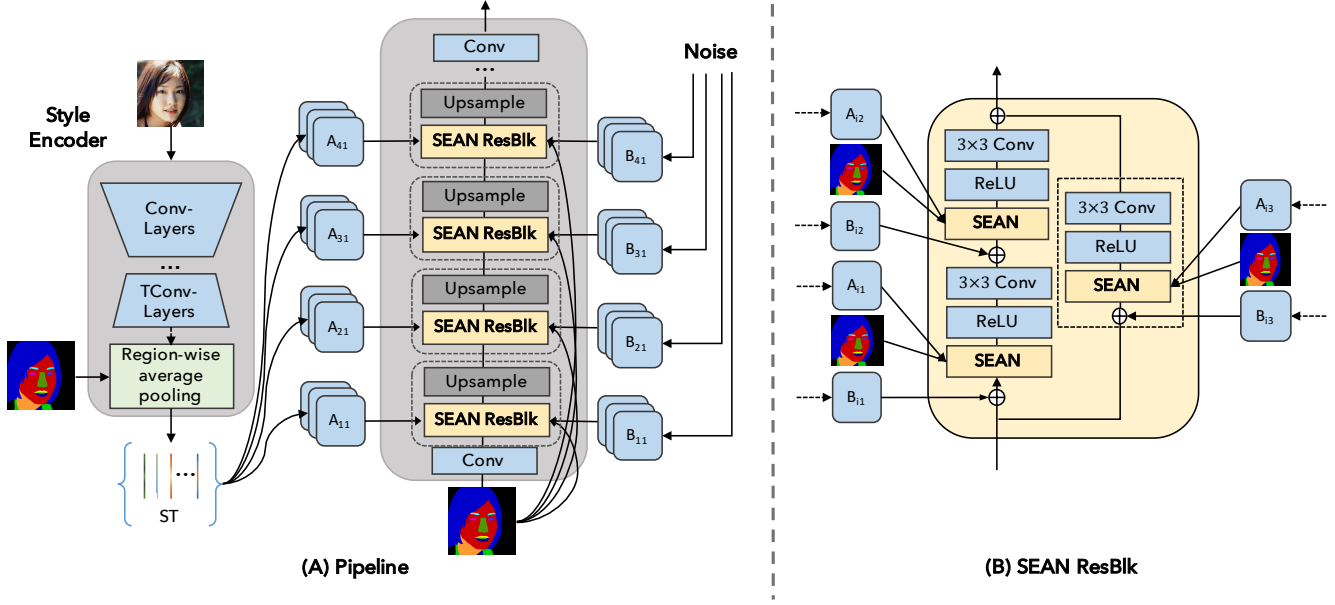 Style
Encoder
Conv-
Layers
...
TConv-
Layers
Region-wise
average
pooling
...
ST
A41
A31
A21
A11
Conv
...
Upsample
SEAN ResBlk
Upsample
SEAN ResBlk
Upsample
SEAN ResBlk
Upsample
SEAN ResBlk
Conv
Noise
B41
B31
B21
B11
(A) Pipeline
Ai2
Bi2
Ai1
Bi1
3×3 Conv
ReLU
SEAN
3×3 Conv
ReLU
SEAN
3×3 Conv
ReLU
SEAN
Ai3
Bi3
(B) SEAN ResBlk